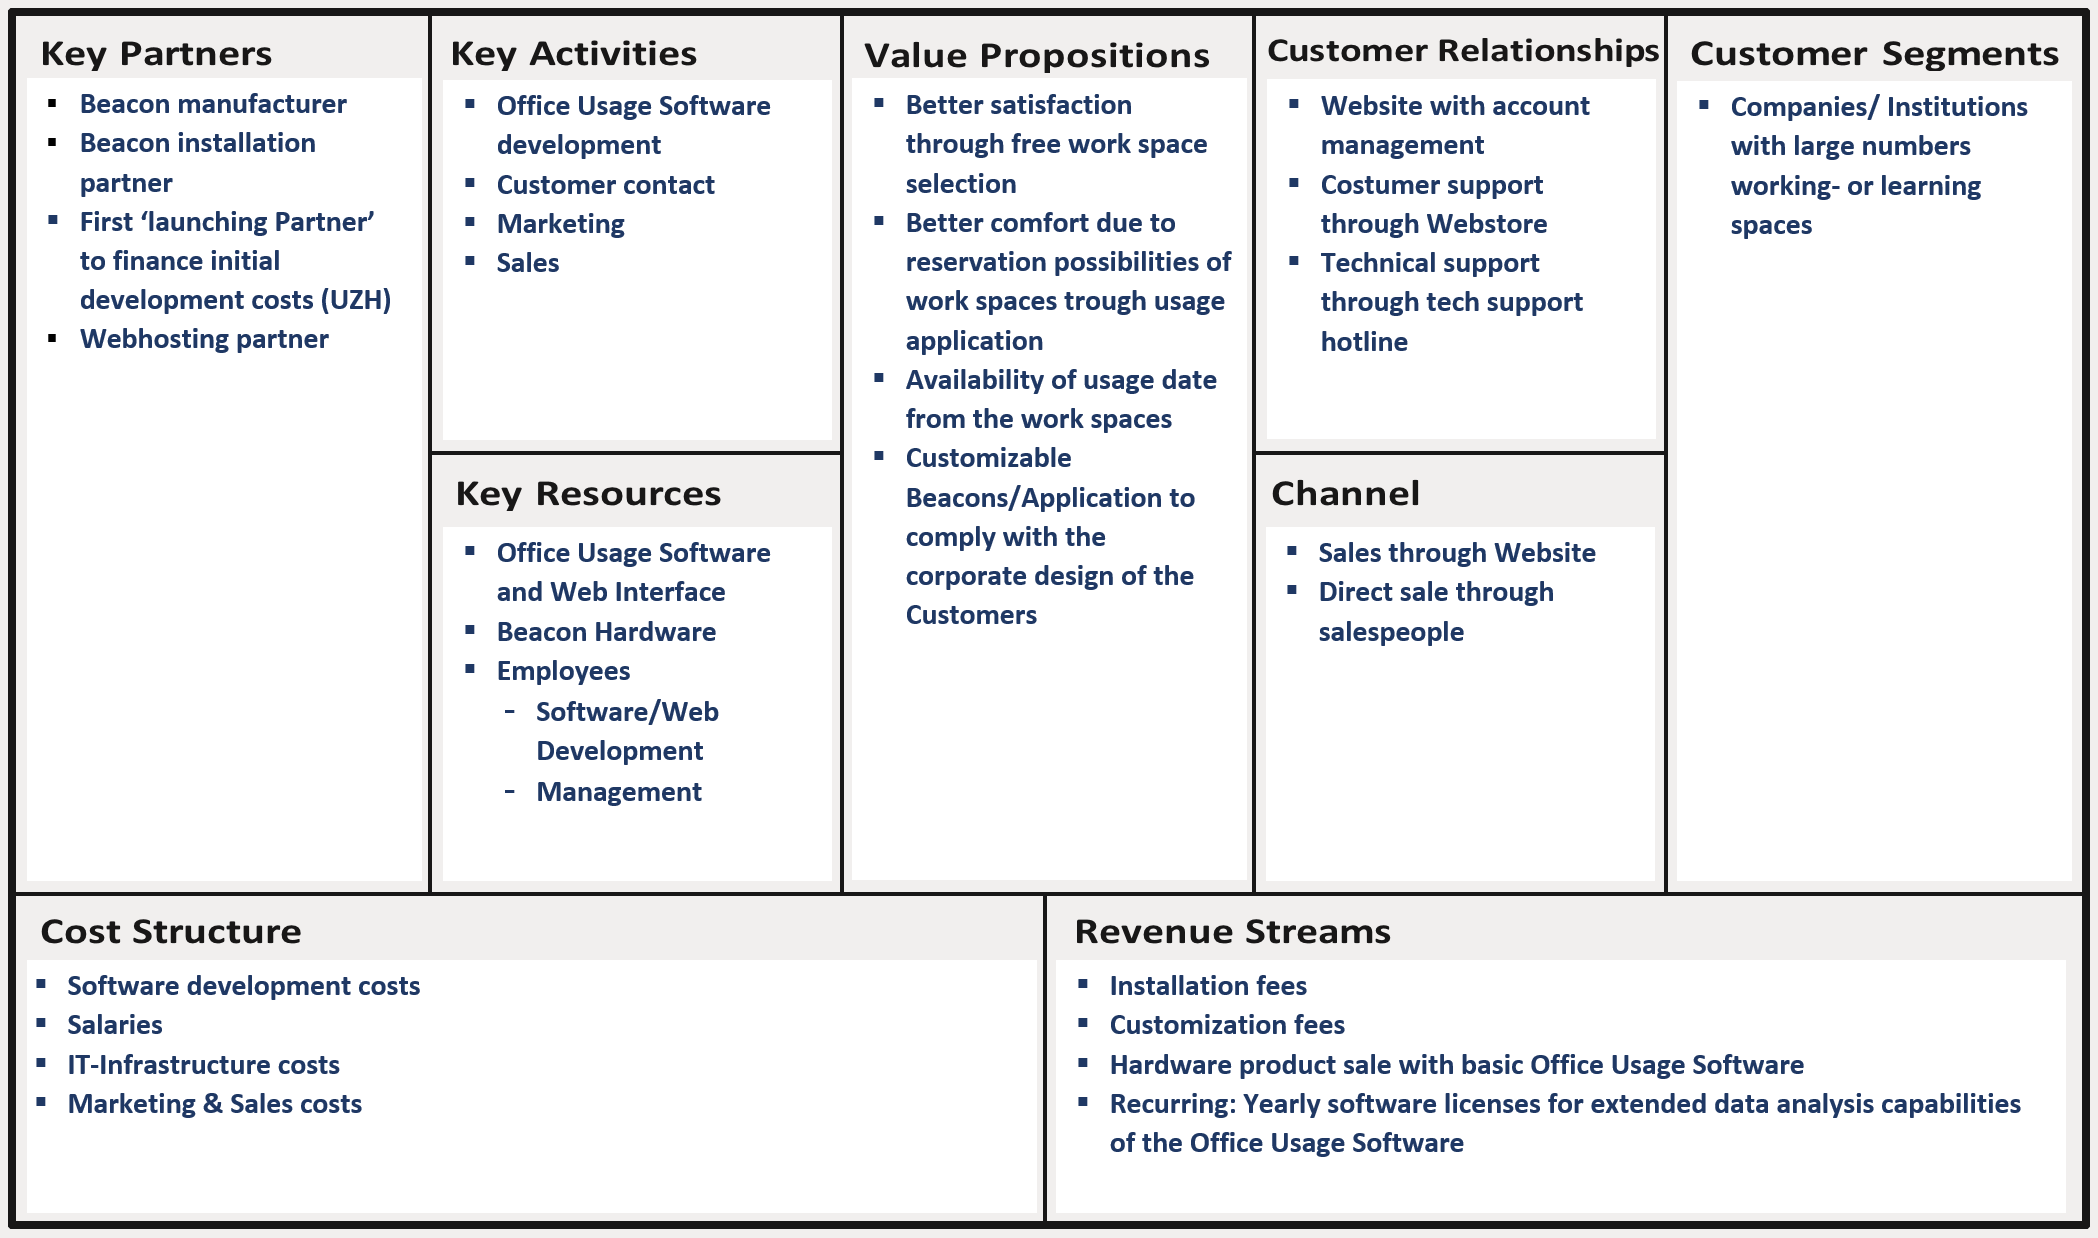 Key Partners
▪ Beacon manufacturer
▪ Beacon installation
partner
▪ First ‘launching Partner’
to finance initial
development costs (UZH)
▪ Webhosting partner
Key Activities
▪ Office Usage Software
development
▪ Customer contact
▪ Marketing
▪ Sales
Key Resources
▪ Office Usage Software
and Web Interface
▪ Beacon Hardware
▪ Employees
- Software/Web
Development
- Management
Value Propositions
▪ Better satisfaction
through free work space
selection
▪ Better comfort due to
reservation possibilities of
work spaces trough usage
application
▪ Availability of usage date
from the work spaces
▪ Customizable
Beacons/Application to
comply with the
corporate design of the
Customers
Customer Relationships
▪ Website with account
management
▪ Costumer support
through Webstore
▪ Technical support
through tech support
hotline
Channel
▪ Sales through Website
▪ Direct sale through
salespeople
Customer Segments
▪ Companies/ Institutions
with large numbers
working- or learning
spaces
Cost Structure
▪ Software development costs
▪ Salaries
▪ IT-Infrastructure costs
▪ Marketing & Sales costs
Revenue Streams
▪ Installation fees
▪ Customization fees
▪ Hardware product sale with basic Office Usage Software
▪ Recurring: Yearly software licenses for extended data analysis capabilities
of the Office Usage Software